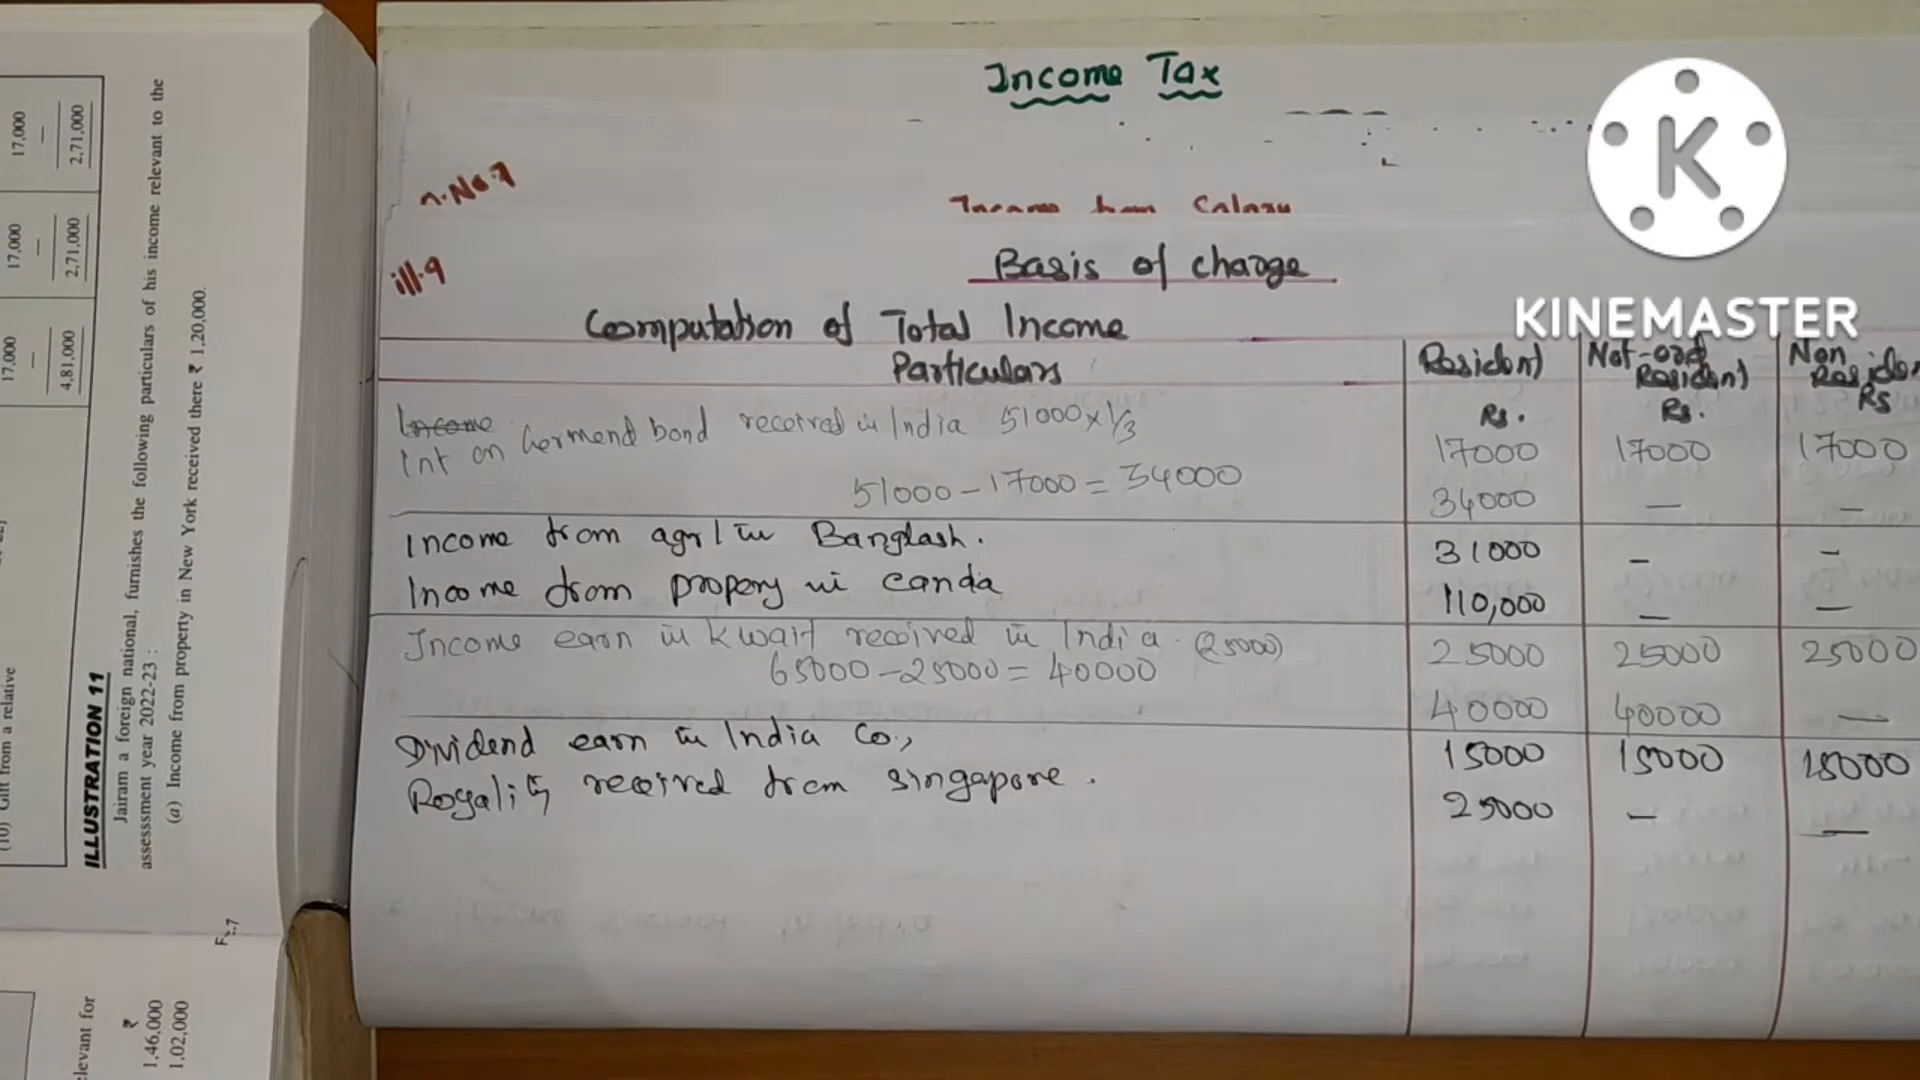 Income Tax
Basis of charge
ill.9
Computation of Total Income
Particulars
Resident Not-ord Resident Non Resident
Rs. Rs. Rs
Income
Int on Germend bond received in India 51000 x 1/3 17000 17000 17000
51000 - 17000 = 34000 34000 — —
Income from agrl in Banglash. 31000 - -
Income from propery in canda 110,000 — —
Income earn in Kwait received in India. (25000) 25000 25000 25000
65000 - 25000 = 40000 40000 40000 —
Dividend earn in India Co., 15000 15000 15000
Royality received from singapore. 25000 - —
K
KINEMASTER
17,000 17,000 17,000
— — —
4,81,000 2,71,000 2,71,000
(10) Gift from a relative
ILLUSTRATION 11
Jairam a foreign national, furnishes the following particulars of his income relevant to the
assesssment year 2022-23 :
(a) Income from property in New York received there ₹ 1,20,000.
₹
1,46,000
1,02,000